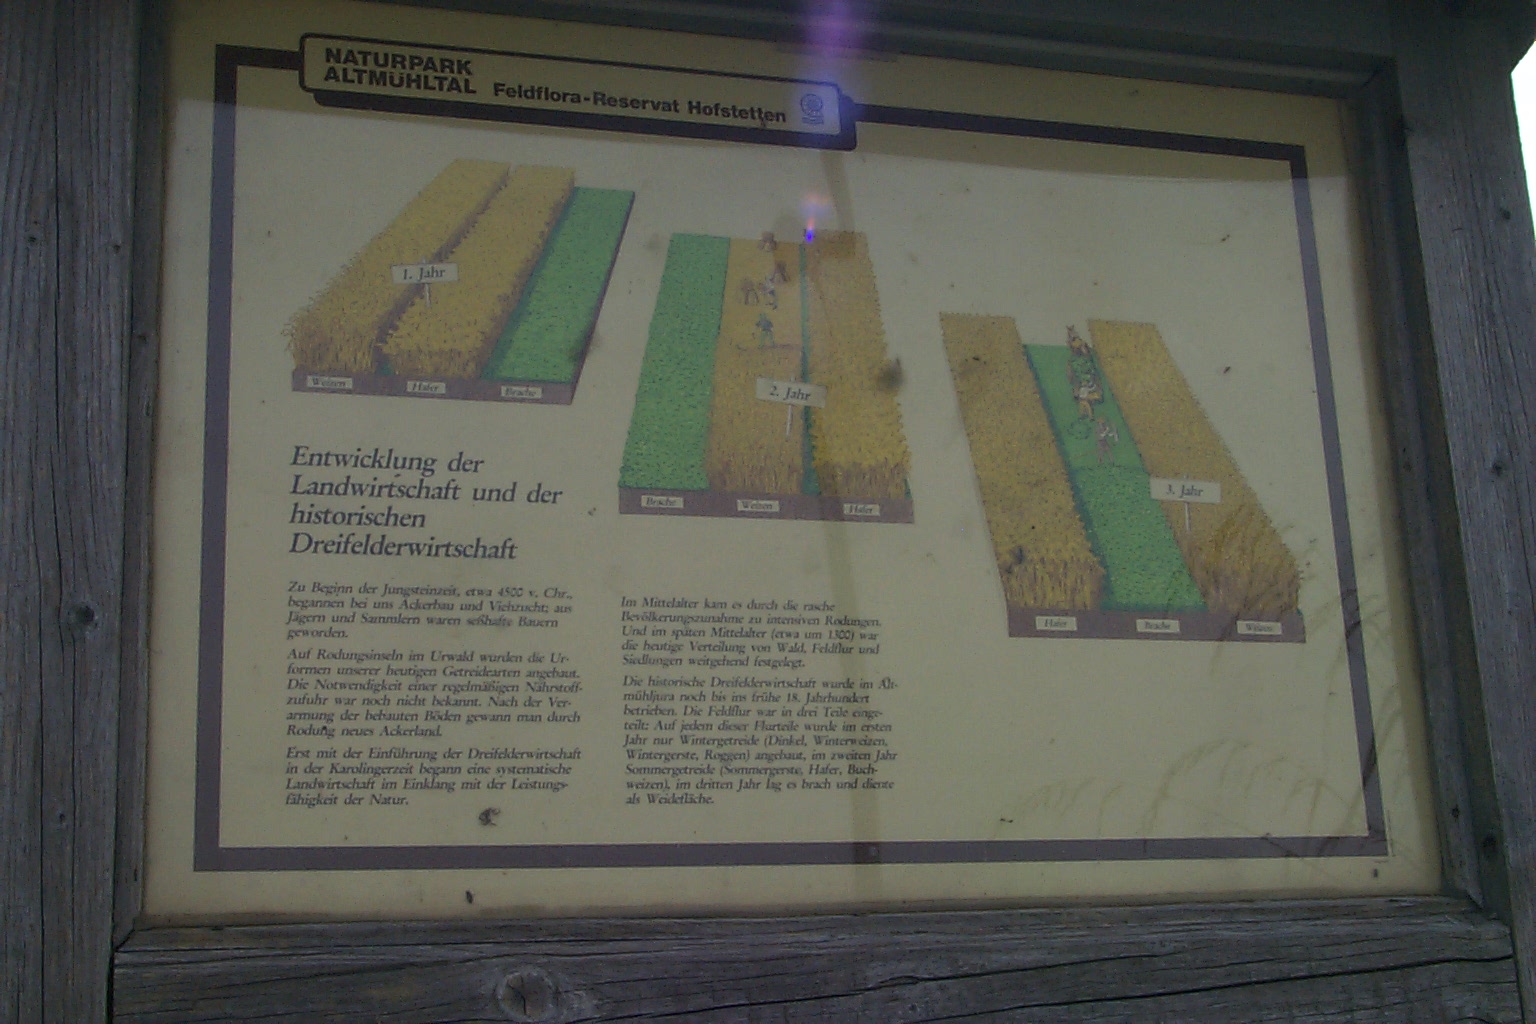 NATURPARK
ALTMÜHLTAL Feldflora-Reservat Hofstetten
1. Jahr
Weizen Hafer Brache
2. Jahr
Brache Weizen Hafer
3. Jahr
Hafer Brache Weizen
Entwicklung der
Landwirtschaft und der
historischen
Dreifelderwirtschaft
Zu Beginn der Jungsteinzeit, etwa 4500 v. Chr.,
begannen bei uns Ackerbau und Viehzucht; aus
Jägern und Sammlern waren seßhafte Bauern
geworden.
Auf Rodungsinseln im Urwald wurden die Ur-
formen unserer heutigen Getreidearten angebaut.
Die Notwendigkeit einer regelmäßigen Nährstoff-
zufuhr war noch nicht bekannt. Nach der Ver-
armung der bebauten Böden gewann man durch
Rodung neues Ackerland.
Erst mit der Einführung der Dreifelderwirtschaft
in der Karolingerzeit begann eine systematische
Landwirtschaft im Einklang mit der Leistungs-
fähigkeit der Natur.
Im Mittelalter kam es durch die rasche
Bevölkerungszunahme zu intensiven Rodungen.
Und im späten Mittelalter (etwa um 1300) war
die heutige Verteilung von Wald, Feldflur und
Siedlungen weitgehend festgelegt.
Die historische Dreifelderwirtschaft wurde im Alt-
mühljura noch bis ins frühe 18. Jahrhundert
betrieben. Die Feldflur war in drei Teile einge-
teilt: Auf jedem dieser Flurteile wurde im ersten
Jahr nur Wintergetreide (Dinkel, Winterweizen,
Wintergerste, Roggen) angebaut, im zweiten Jahr
Sommergetreide (Sommergerste, Hafer, Buch-
weizen), im dritten Jahr lag es brach und diente
als Weidefläche.